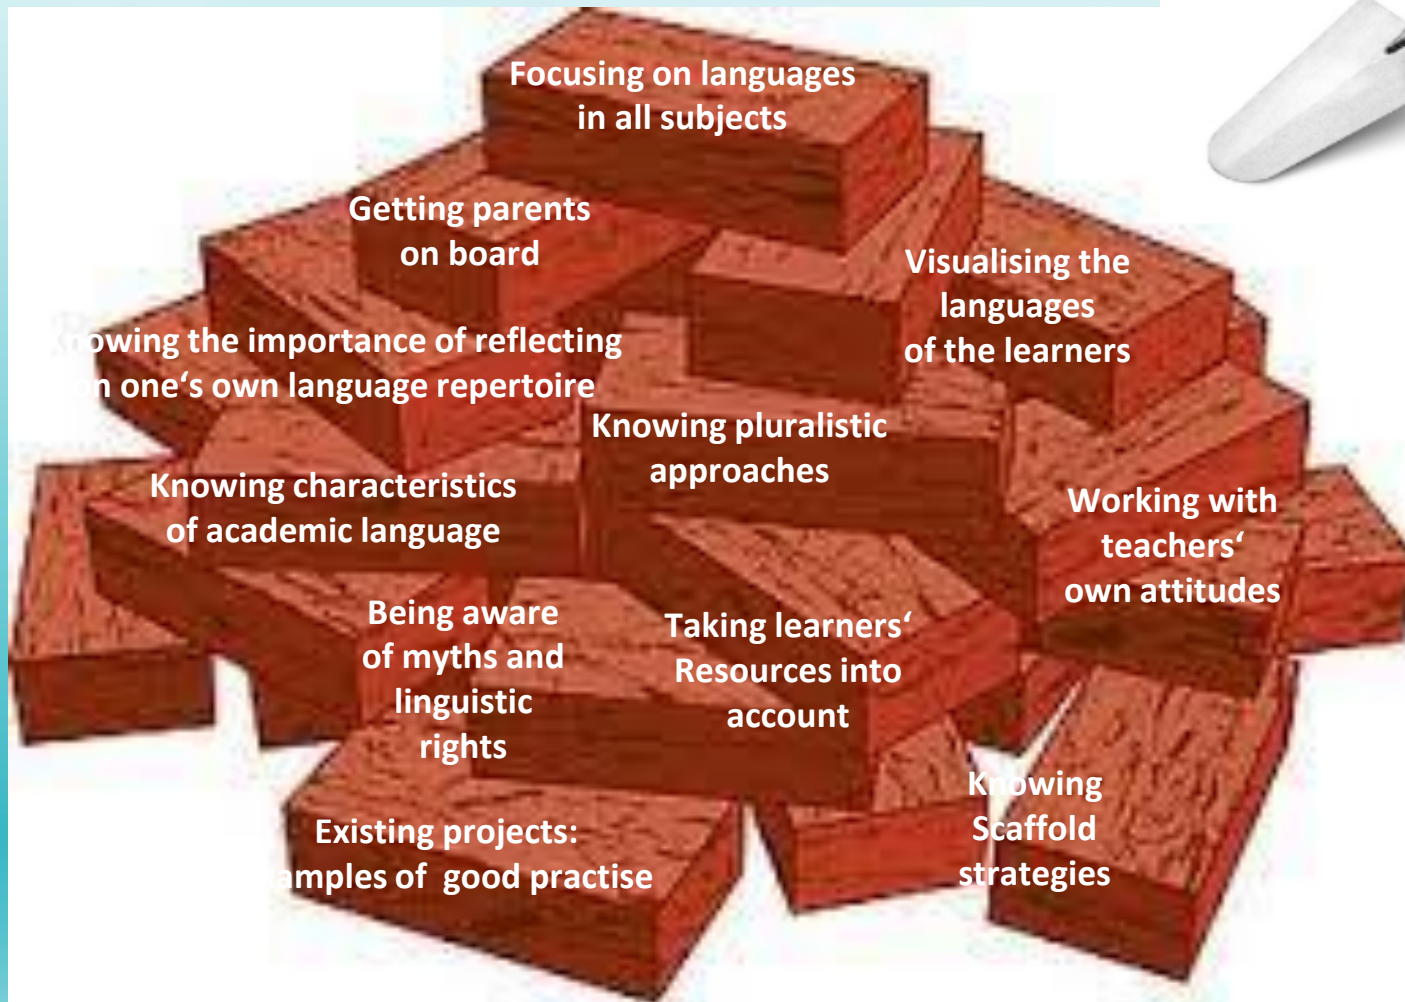 Focusing on languages
in all subjects
Getting parents
on board
Visualising the
languages
of the learners
Knowing the importance of reflecting
on one‘s own language repertoire
Knowing pluralistic
approaches
Knowing characteristics
of academic language
Working with
teachers‘
own attitudes
Being aware
of myths and
linguistic
rights
Taking learners‘
Resources into
account
Knowing
Scaffold
strategies
Existing projects:
amples of  good practise